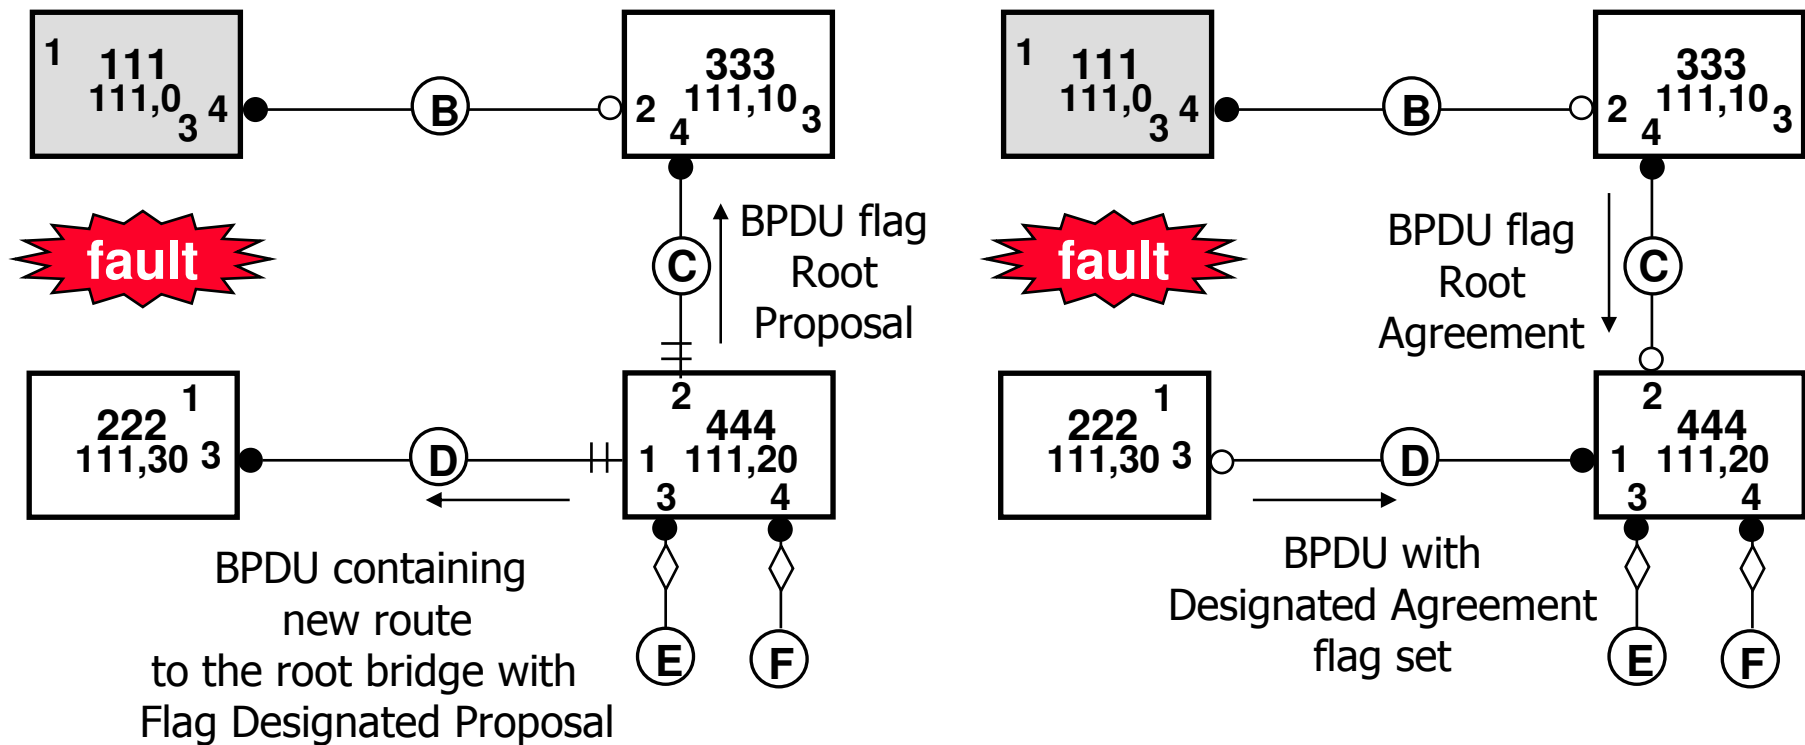 1
111
111,0
3
4
B
333
111,10
2
4
3
fault
C
BPDU flag
Root
Proposal
222
111,30
1
3
D
2
444
1
111,20
3
4
BPDU containing
new route
to the root bridge with
Flag Designated Proposal
E
F
1
111
111,0
3
4
B
333
111,10
2
4
3
fault
BPDU flag
Root
Agreement
C
222
111,30
1
3
D
2
444
1
111,20
3
4
BPDU with
Designated Agreement
flag set
E
F